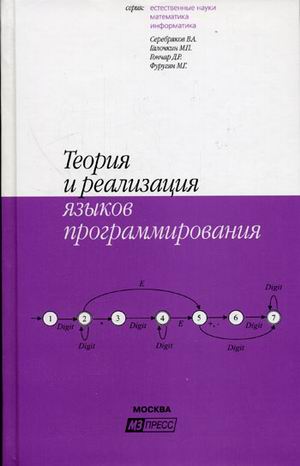 серия: естественные науки
математика
информатика
Серебряков В.А.
Галочкин М.П.
Гончар Д.Р.
Фуругян М.Г.
Теория
и реализация
языков
программирования
E
Digit
1 2 3 4 5 6 7
Digit . Digit E +,- Digit
Digit Digit Digit
МОСКВА
МЗ ПРЕСС